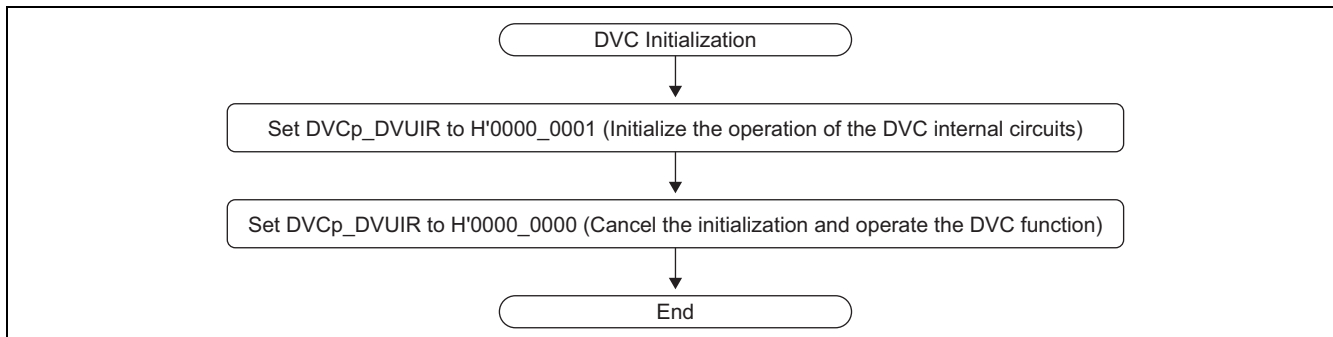 DVC Initialization
Set DVCp_DVUIR to H'0000_0001 (Initialize the operation of the DVC internal circuits)
Set DVCp_DVUIR to H'0000_0000 (Cancel the initialization and operate the DVC function)
End